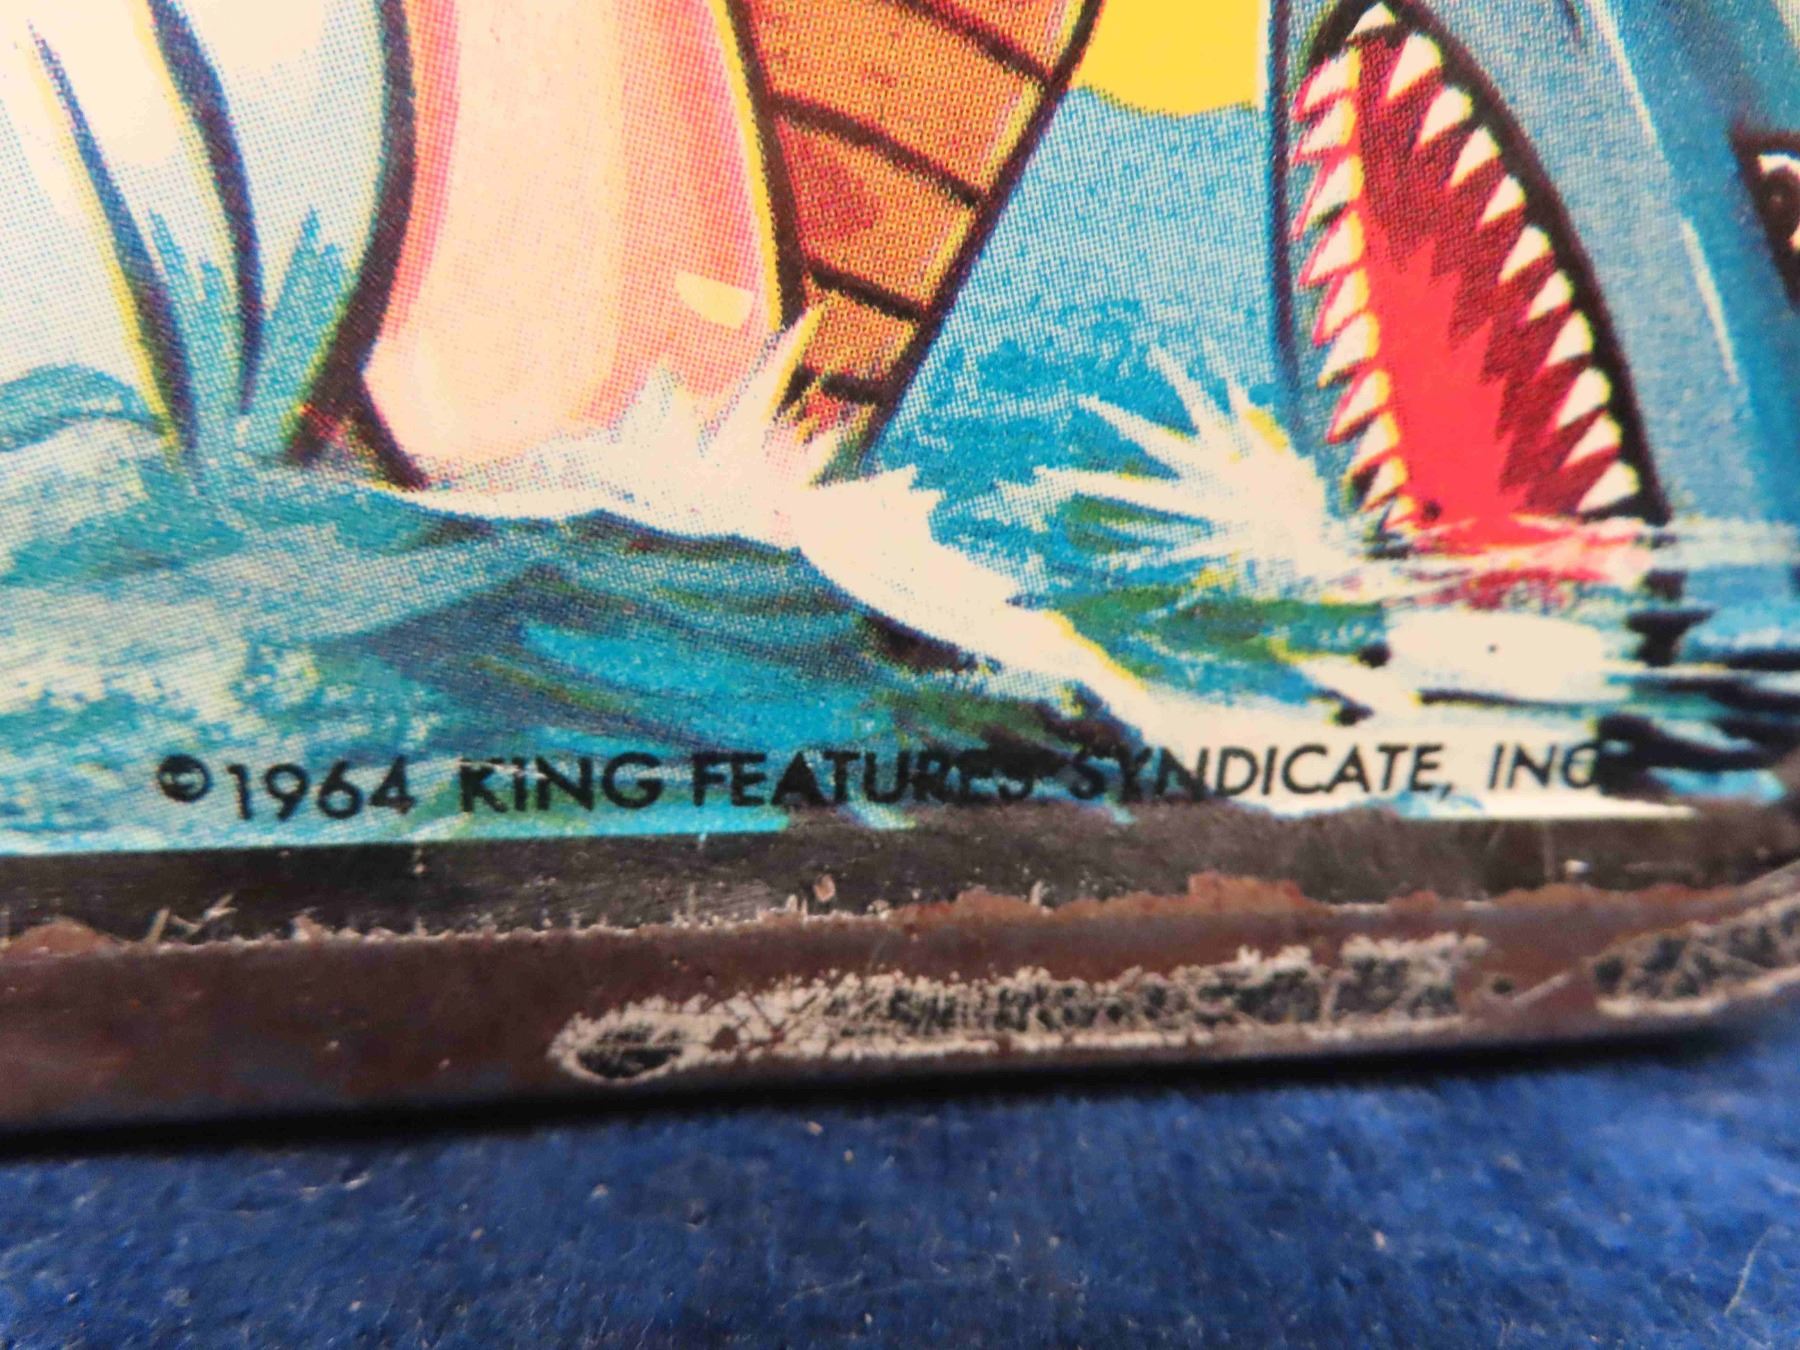 ©1964 KING FEATURES SYNDICATE, INC